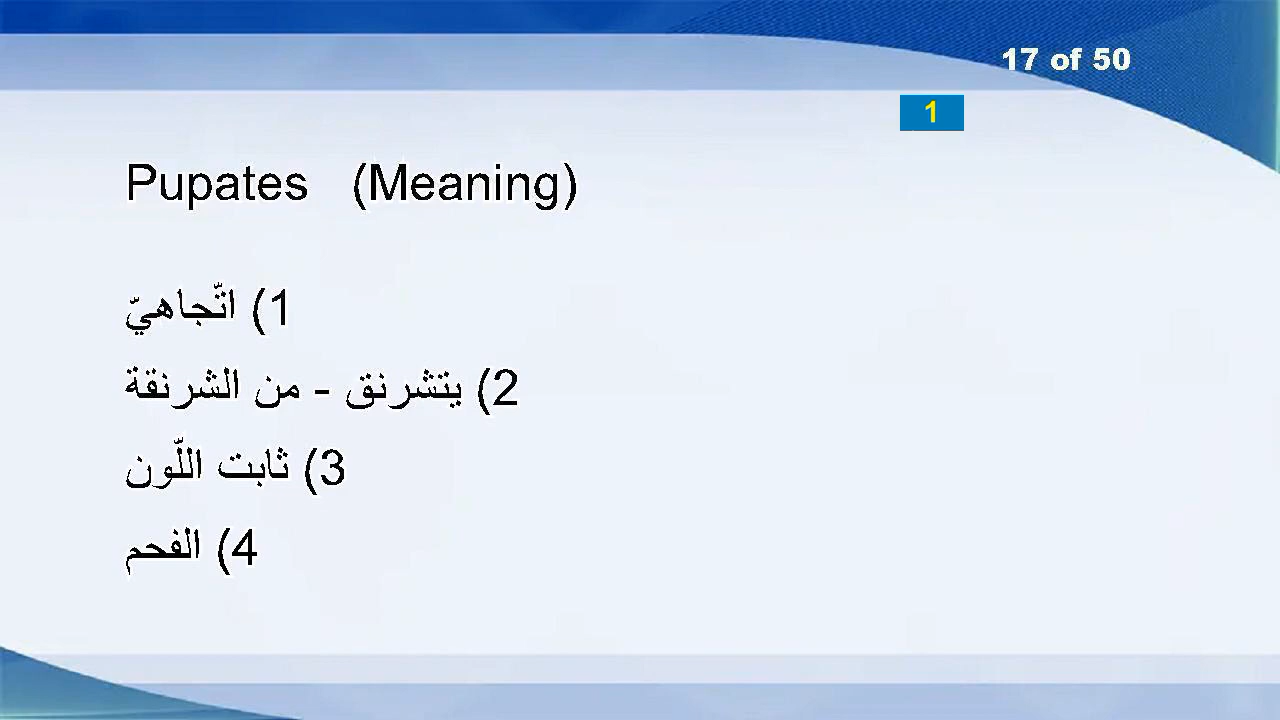 17 of 50
1
Pupates (Meaning)
1) اتّجاهيّ
2) يتشرنق - من الشرنقة
3) ثابت اللّون
4) الفحم